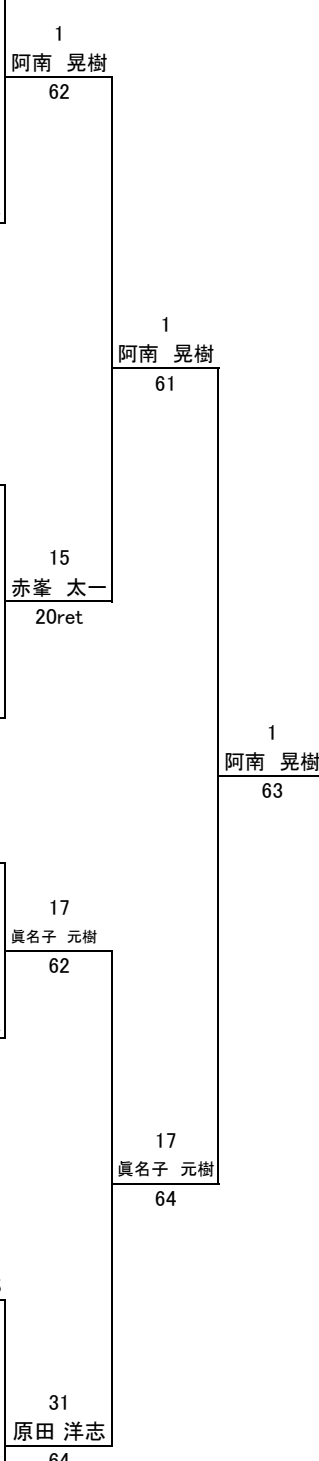 1
阿南 晃樹
62
1
阿南 晃樹
61
15
赤峯 太一
20ret
1
阿南 晃樹
63
17
眞名子 元樹
62
17
眞名子 元樹
64
31
原田 洋志
64